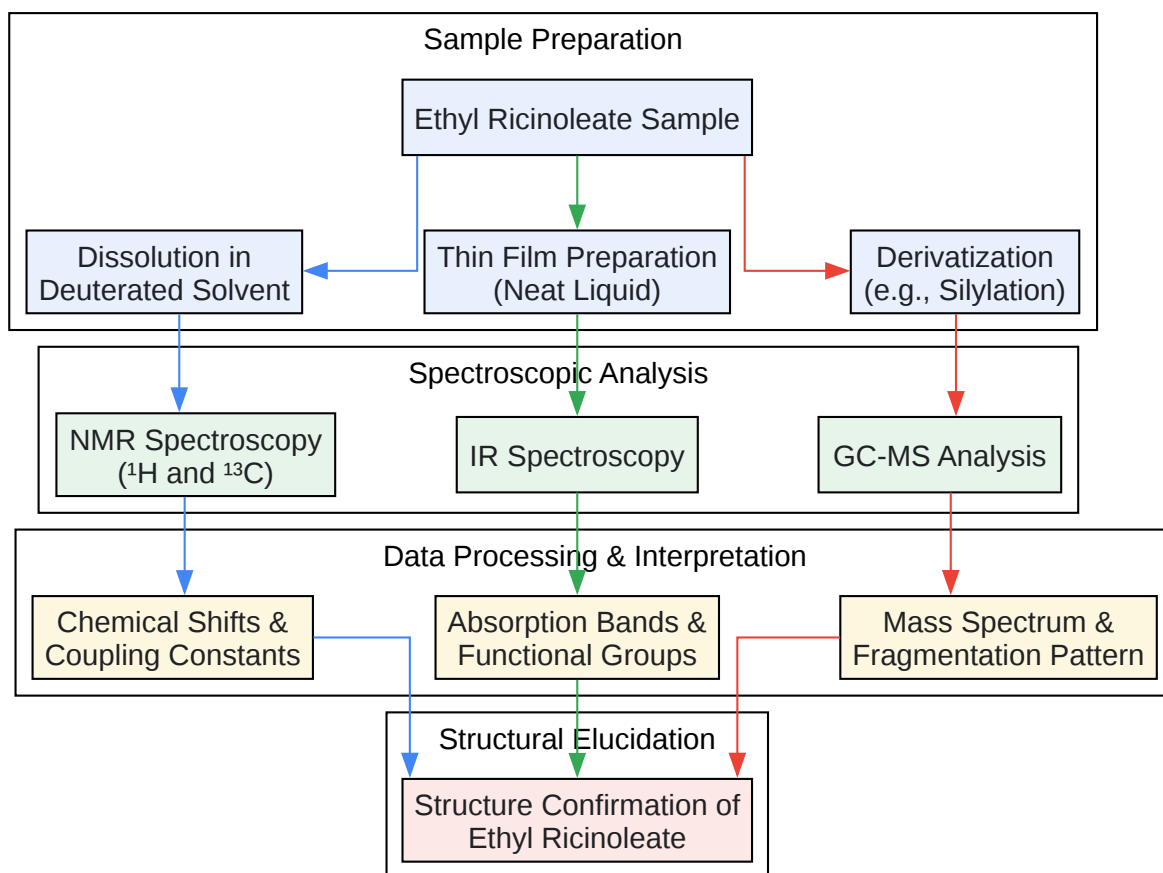 Sample Preparation
Ethyl Ricinoleate Sample
Dissolution in
Deuterated Solvent
Thin Film Preparation
(Neat Liquid)
Derivatization
(e.g., Silylation)
Spectroscopic Analysis
NMR Spectroscopy
(¹H and ¹³C)
IR Spectroscopy
GC-MS Analysis
Data Processing & Interpretation
Chemical Shifts &
Coupling Constants
Absorption Bands &
Functional Groups
Mass Spectrum &
Fragmentation Pattern
Structural Elucidation
Structure Confirmation of
Ethyl Ricinoleate